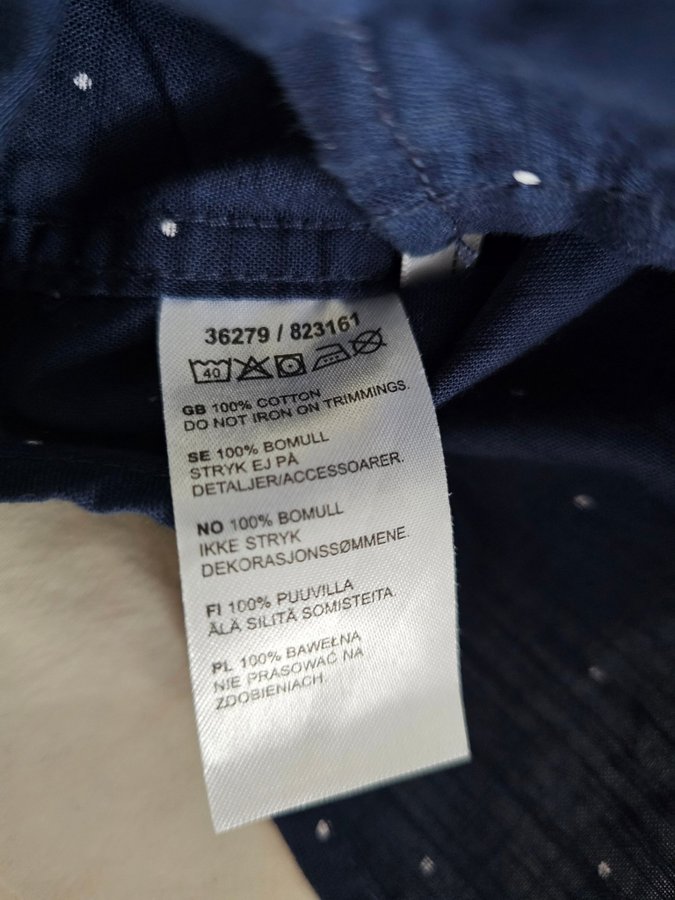 36279 / 823161
40
GB 100% COTTON
DO NOT IRON ON TRIMMINGS.
SE 100% BOMULL
STRYK EJ PÅ
DETALJER/ACCESSOARER.
NO 100% BOMULL
IKKE STRYK
DEKORASJONSSØMMENE.
FI 100% PUUVILLA
ÄLÄ SILITÄ SOMISTEITA.
PL 100% BAWEŁNA
NIE PRASOWAĆ NA
ZDOBIENIACH.